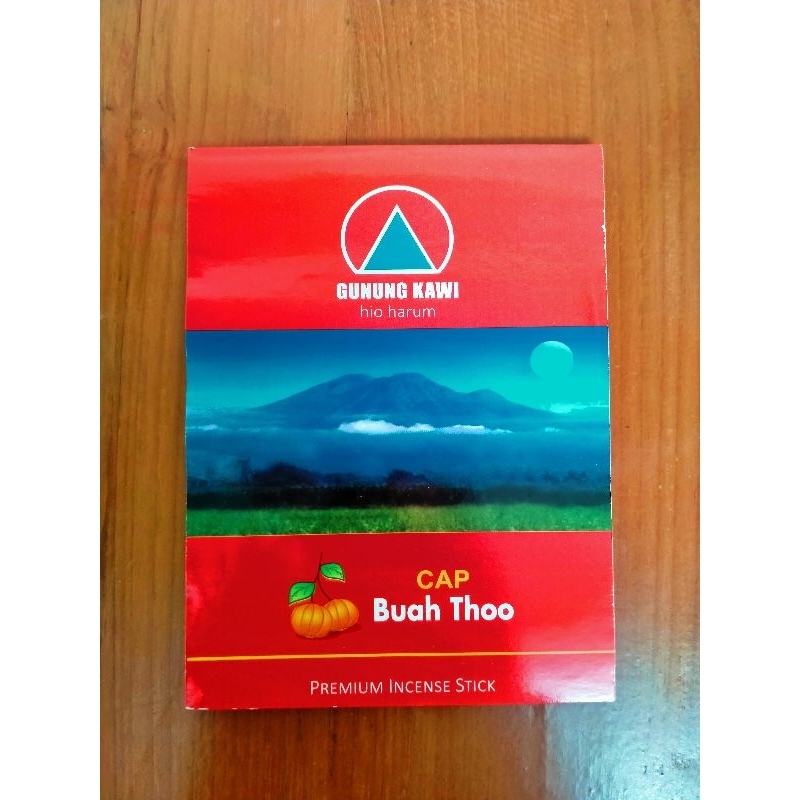 GUNUNG KAWI
hio harum
CAP
Buah Thoo
PREMIUM INCENSE STICK